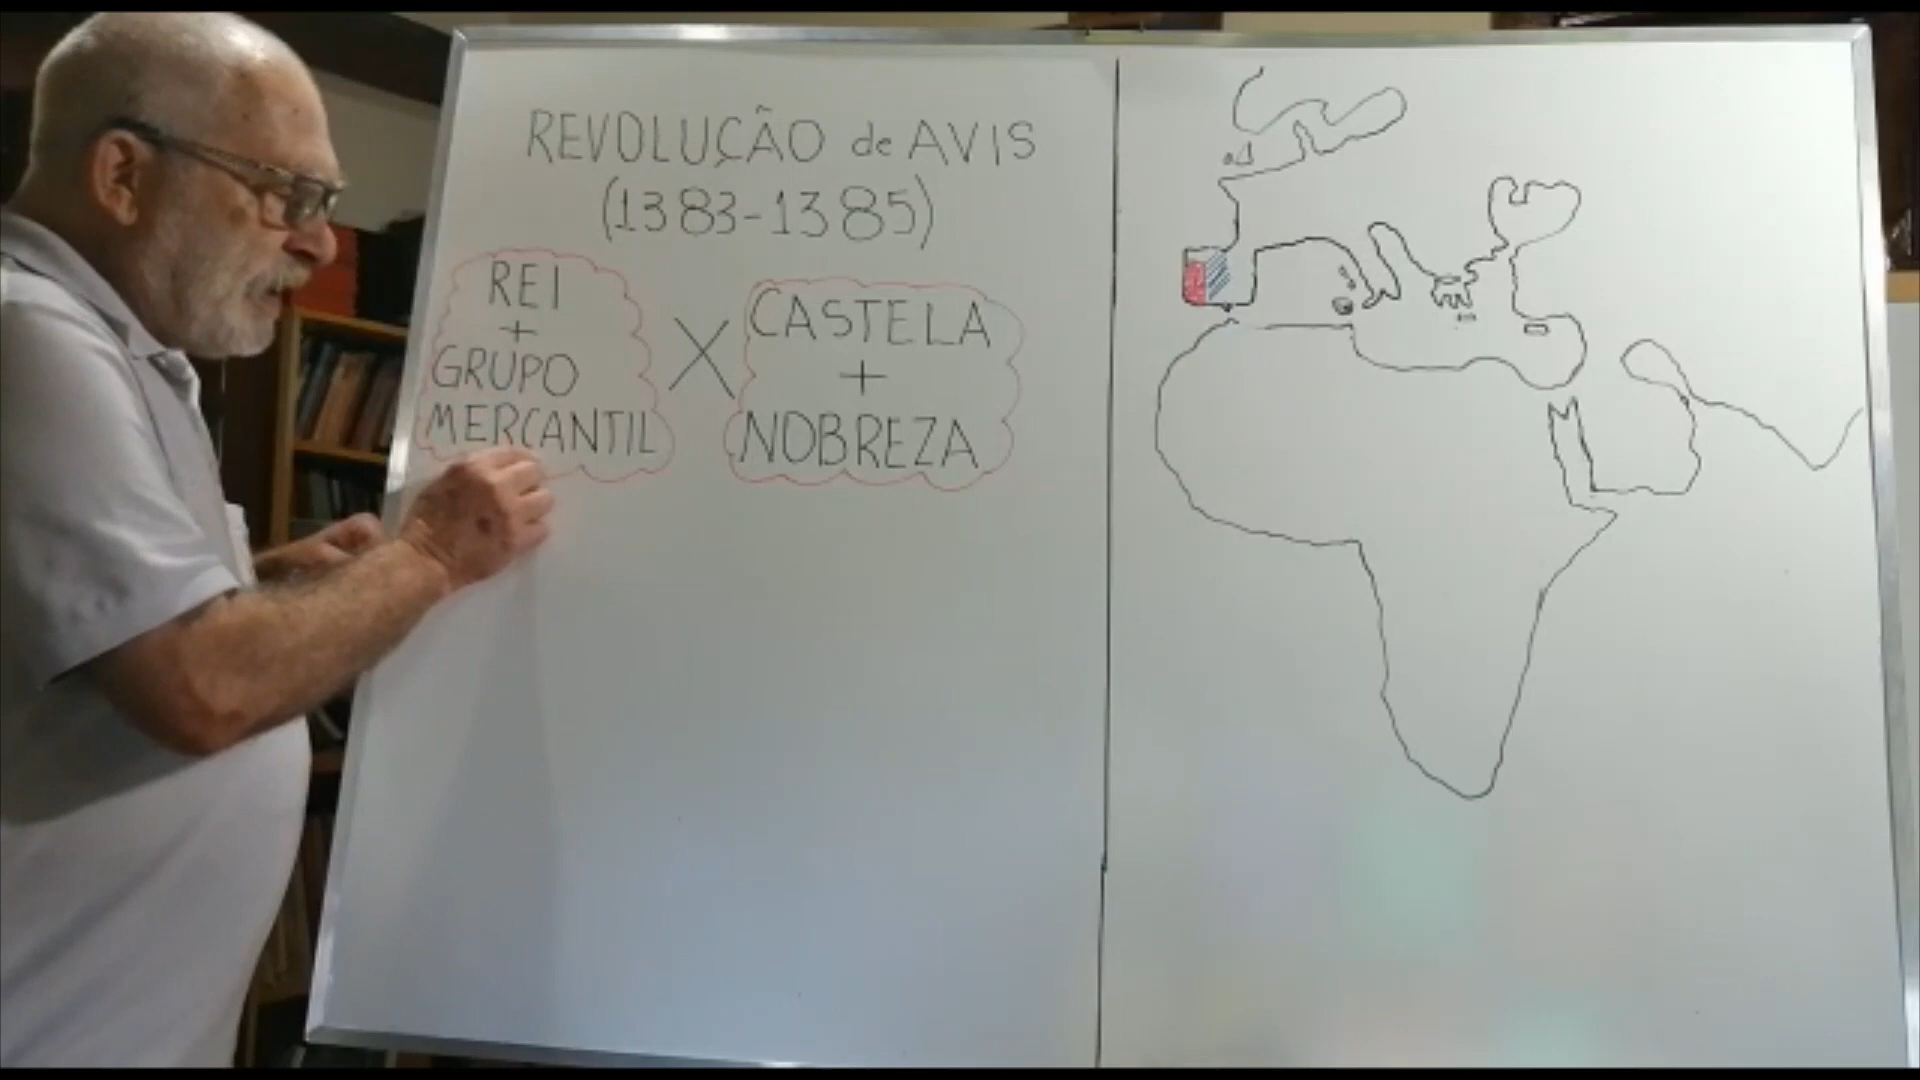 REVOLUÇÃO de AVIS
(1383-1385)
REI
+
GRUPO
MERCANTIL
X
CASTELA
+
NOBREZA